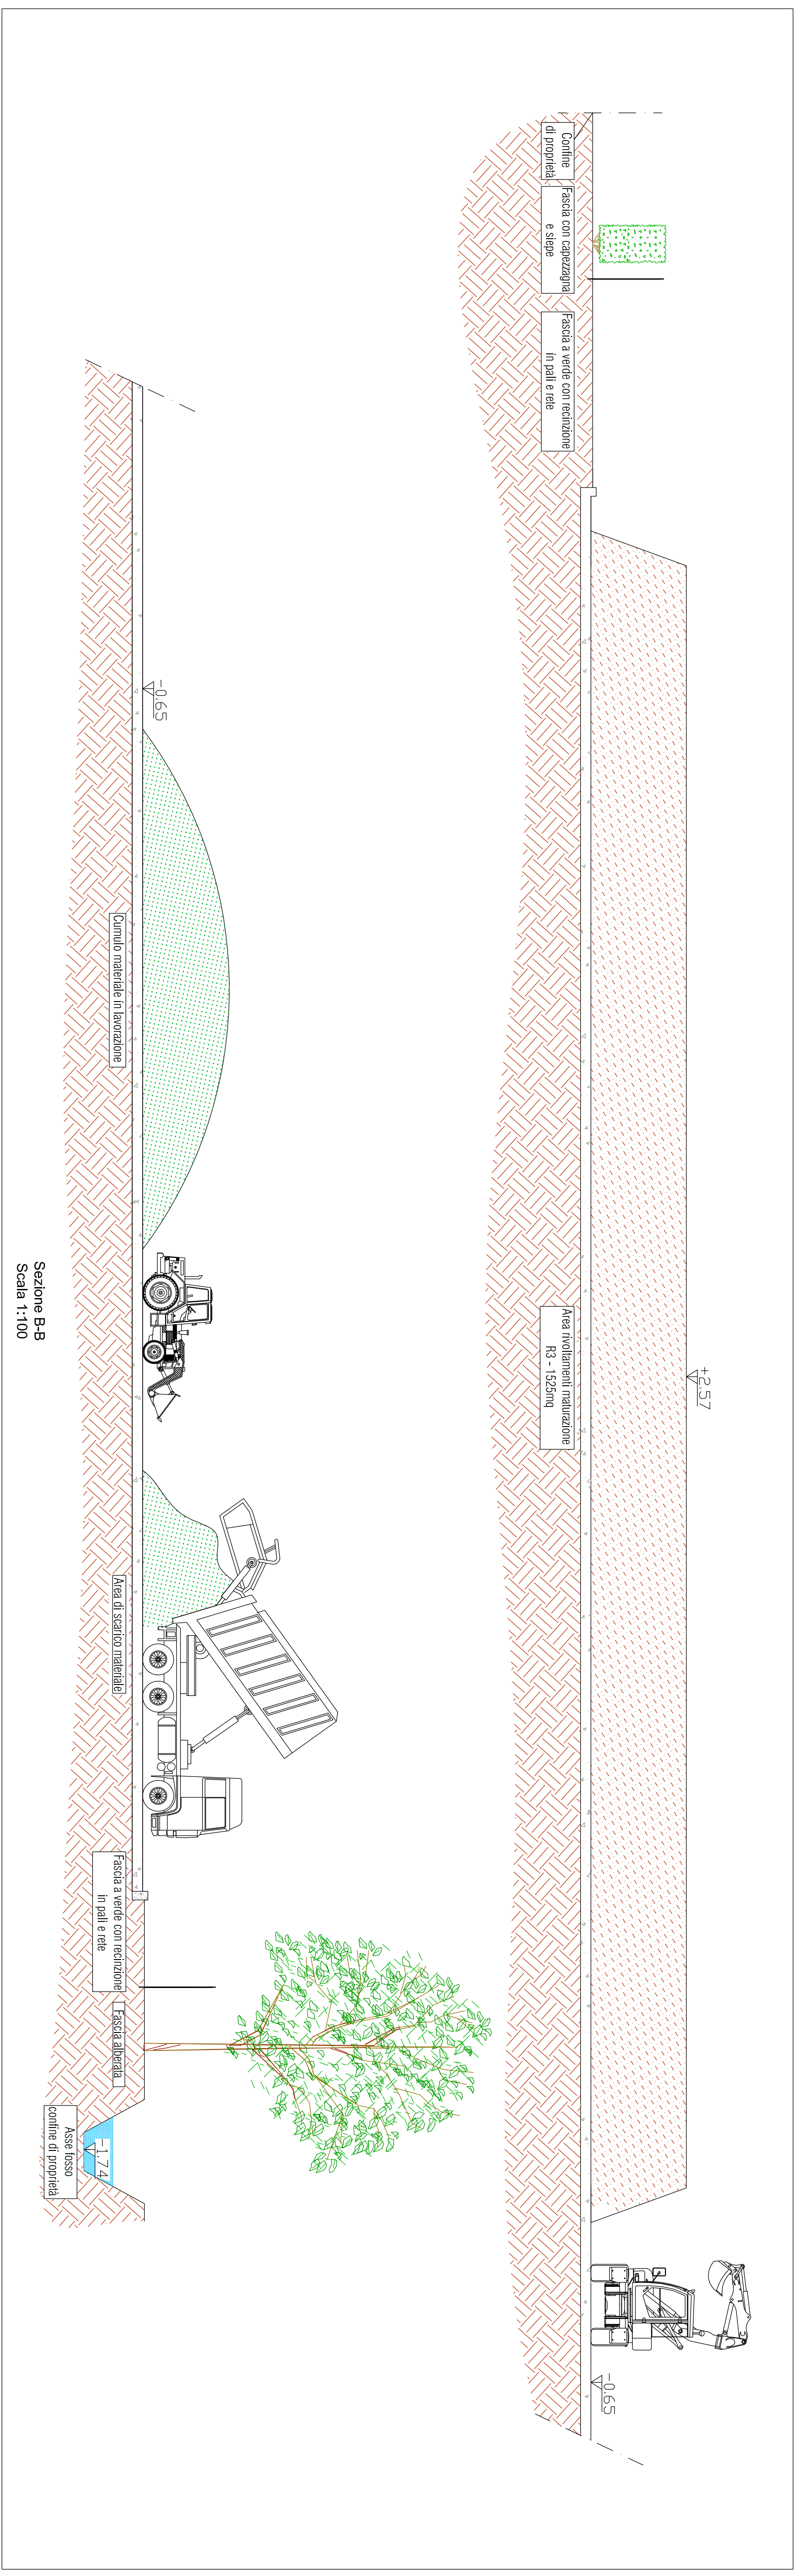 Confine
di proprietà
Fascia con capezzagna
e siepe
Fascia a verde con recinzione
in pali e rete
+2.57
Area rivoltamenti maturazione
R3 - 1525mq
-0.65
-0.65
Cumulo materiale in lavorazione
Area di scarico materiale
Fascia a verde con recinzione
in pali e rete
Fascia alberata
-1.74
Asse fosso
confine di proprietà
Sezione B-B
Scala 1:100